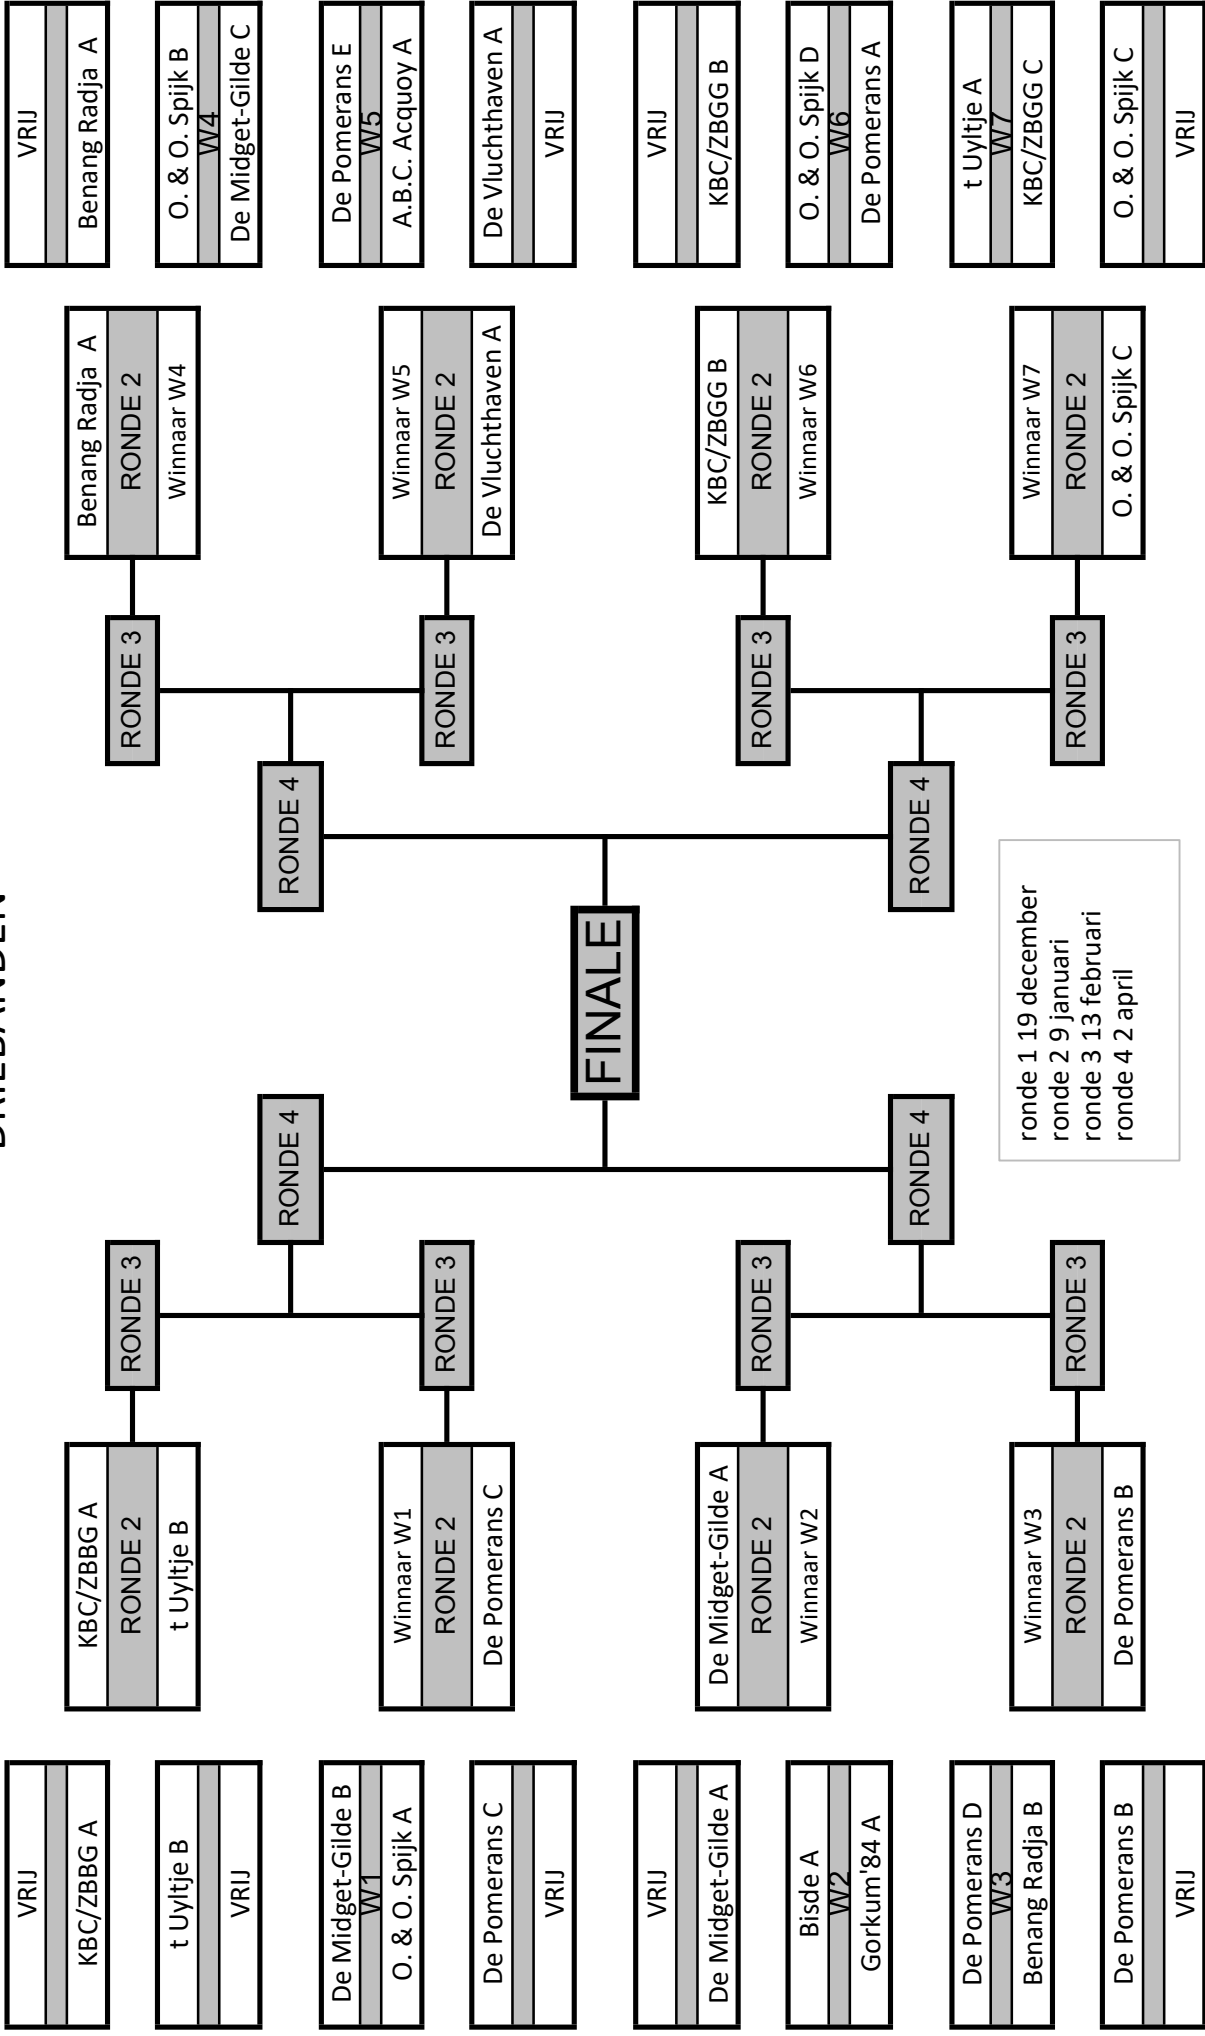 DRIEBANDEN
VRIJ
KBC/ZBBG A
t Uyltje B
VRIJ
De Midget-Gilde B
W1
O. & O. Spijk A
De Pomerans C
VRIJ
VRIJ
De Midget-Gilde A
Bisde A
W2
Gorkum'84 A
De Pomerans D
W3
Benang Radja B
De Pomerans B
VRIJ
KBC/ZBBG A
RONDE 2
t Uyltje B
Winnaar W1
RONDE 2
De Pomerans C
De Midget-Gilde A
RONDE 2
Winnaar W2
Winnaar W3
RONDE 2
De Pomerans B
RONDE 3
RONDE 3
RONDE 3
RONDE 3
RONDE 4
RONDE 4
FINALE
ronde 1 19 december
ronde 2 9 januari
ronde 3 13 februari
ronde 4 2 april
RONDE 4
RONDE 4
RONDE 3
RONDE 3
RONDE 3
RONDE 3
Benang Radja A
RONDE 2
Winnaar W4
Winnaar W5
RONDE 2
De Vluchthaven A
KBC/ZBGG B
RONDE 2
Winnaar W6
Winnaar W7
RONDE 2
O. & O. Spijk C
VRIJ
Benang Radja A
O. & O. Spijk B
W4
De Midget-Gilde C
De Pomerans E
W5
A.B.C. Acquoy A
De Vluchthaven A
VRIJ
VRIJ
KBC/ZBGG B
O. & O. Spijk D
W6
De Pomerans A
t Uyltje A
W7
KBC/ZBGG C
O. & O. Spijk C
VRIJ